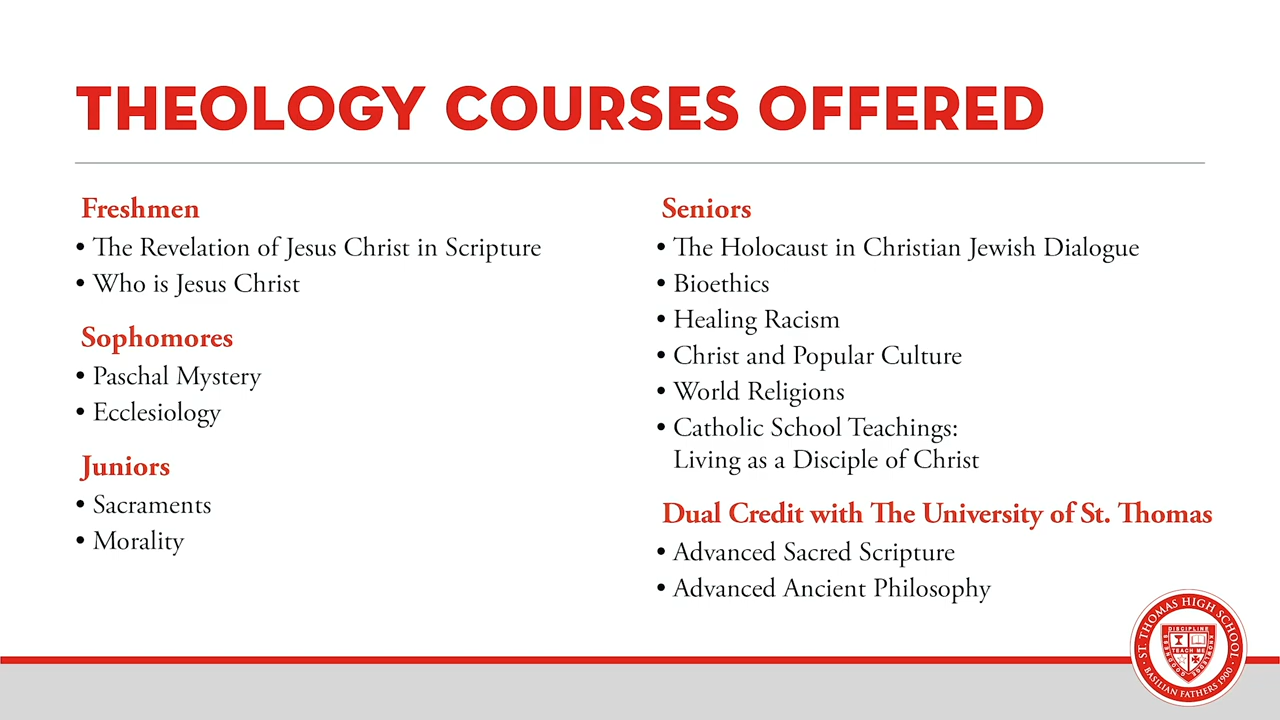 THEOLOGY COURSES OFFERED
Freshmen
• The Revelation of Jesus Christ in Scripture
• Who is Jesus Christ
Sophomores
• Paschal Mystery
• Ecclesiology
Juniors
• Sacraments
• Morality
Seniors
• The Holocaust in Christian Jewish Dialogue
• Bioethics
• Healing Racism
• Christ and Popular Culture
• World Religions
• Catholic School Teachings:
Living as a Disciple of Christ
Dual Credit with The University of St. Thomas
• Advanced Sacred Scripture
• Advanced Ancient Philosophy
ST. THOMAS HIGH SCHOOL
DISCIPLINE
TEACH ME
GOODNESS
KNOWLEDGE
BASILIAN FATHERS 1900